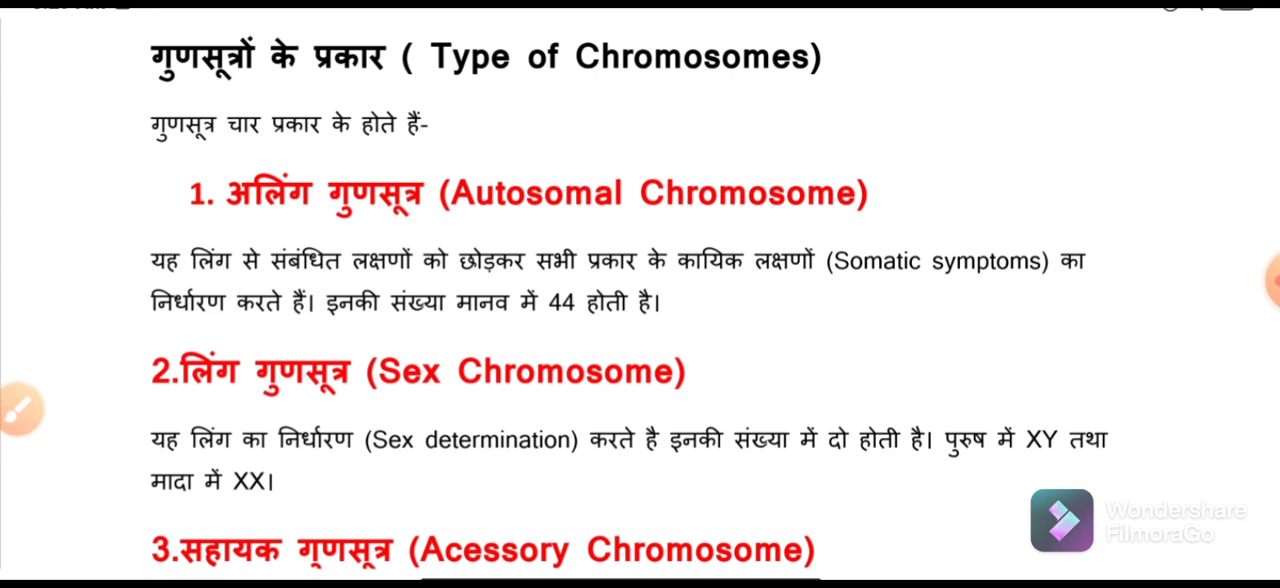 गुणसूत्रों के प्रकार ( Type of Chromosomes)
गुणसूत्र चार प्रकार के होते हैं-
1. अलिंग गुणसूत्र (Autosomal Chromosome)
यह लिंग से संबंधित लक्षणों को छोड़कर सभी प्रकार के कायिक लक्षणों (Somatic symptoms) का
निर्धारण करते हैं। इनकी संख्या मानव में 44 होती है।
2.लिंग गुणसूत्र (Sex Chromosome)
यह लिंग का निर्धारण (Sex determination) करते है इनकी संख्या में दो होती है। पुरुष में XY तथा
मादा में XX।
Wondershare
FilmoraGo
3.सहायक गुणसूत्र (Acessory Chromosome)